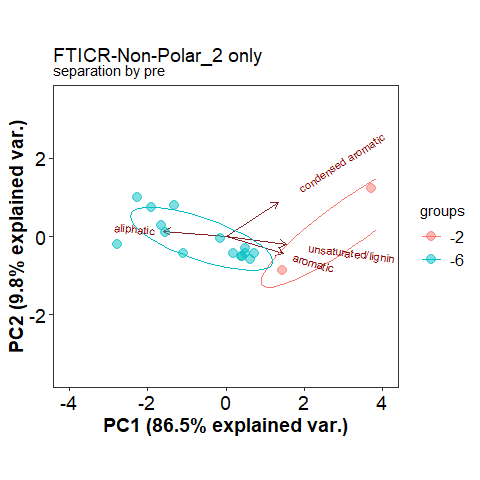 FTICR-Non-Polar_2 only
separation by pre
PC2 (9.8% explained var.)
2
0
-2
condensed aromatic
aliphatic
unsaturated/lignin
aromatic
groups
-2
-6
-4
-2
0
2
4
PC1 (86.5% explained var.)